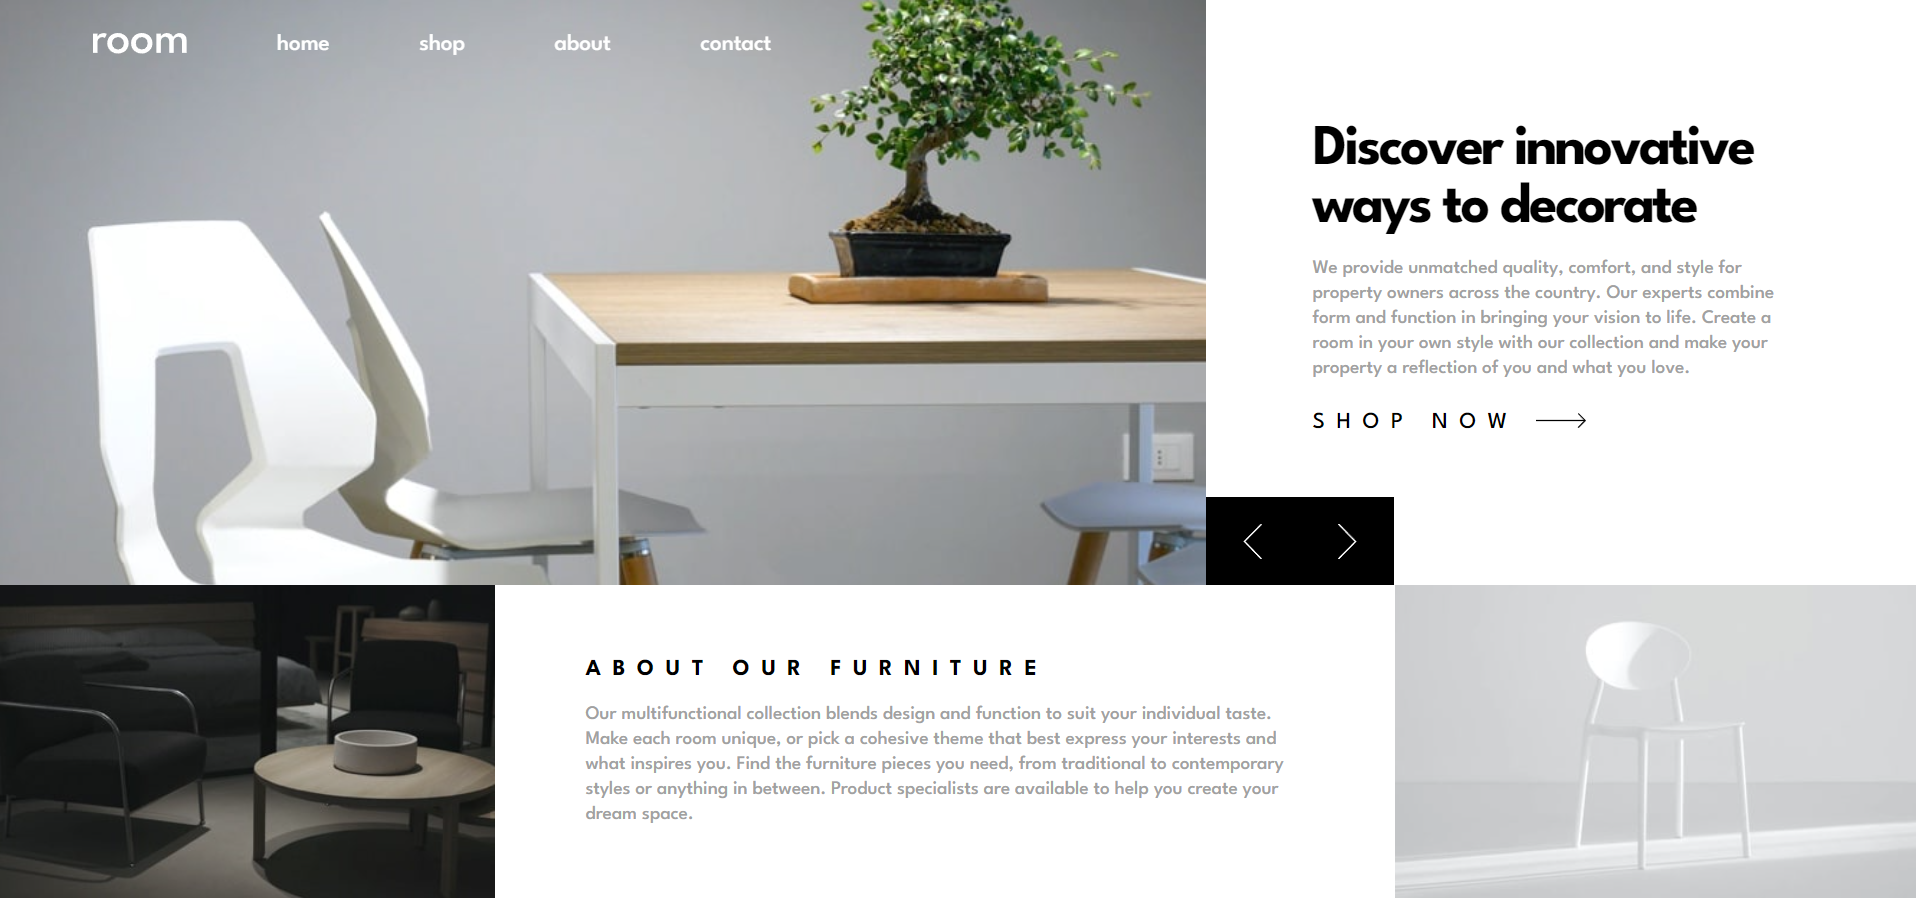 room
home
shop
about
contact
Discover innovative
ways to decorate
We provide unmatched quality, comfort, and style for
property owners across the country. Our experts combine
form and function in bringing your vision to life. Create a
room in your own style with our collection and make your
property a reflection of you and what you love.
SHOP NOW
ABOUT OUR FURNITURE
Our multifunctional collection blends design and function to suit your individual taste.
Make each room unique, or pick a cohesive theme that best express your interests and
what inspires you. Find the furniture pieces you need, from traditional to contemporary
styles or anything in between. Product specialists are available to help you create your
dream space.